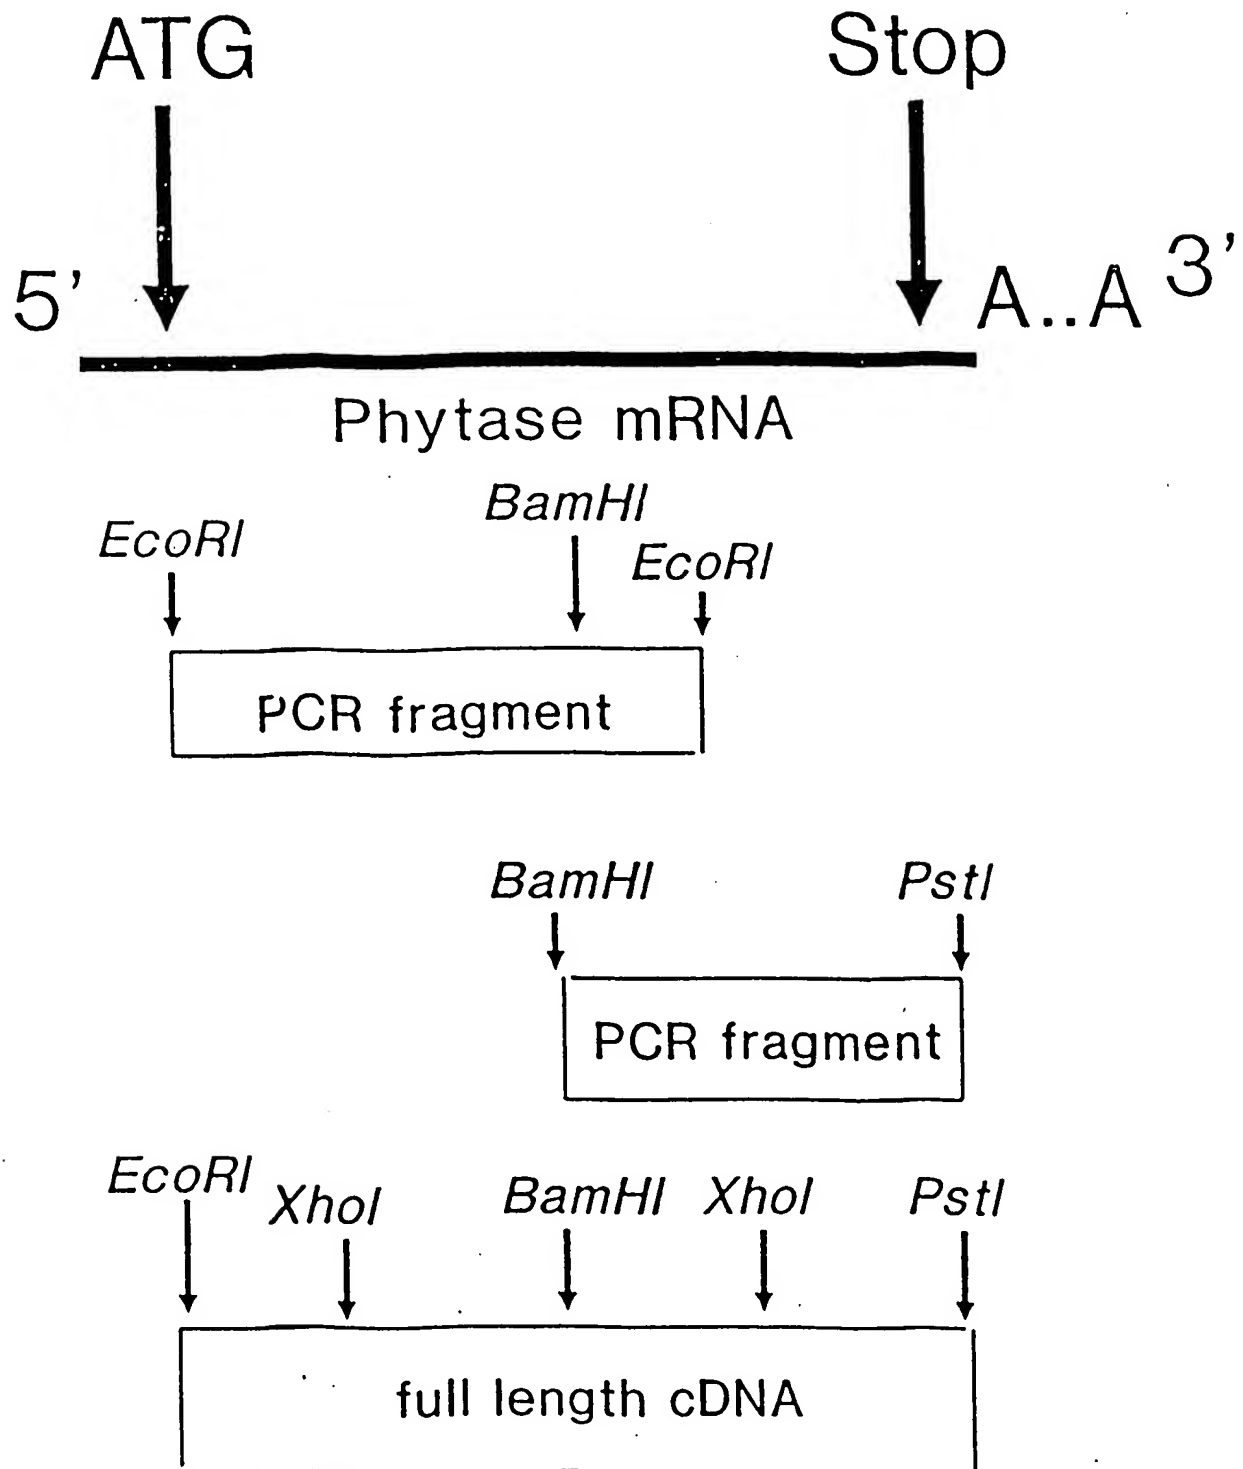 ATG
Stop
5'
A..A 3'
Phytase mRNA
EcoRI
BamHI
EcoRI
PCR fragment
BamHI
PstI
PCR fragment
EcoRI
XhoI
BamHI
XhoI
PstI
full length cDNA